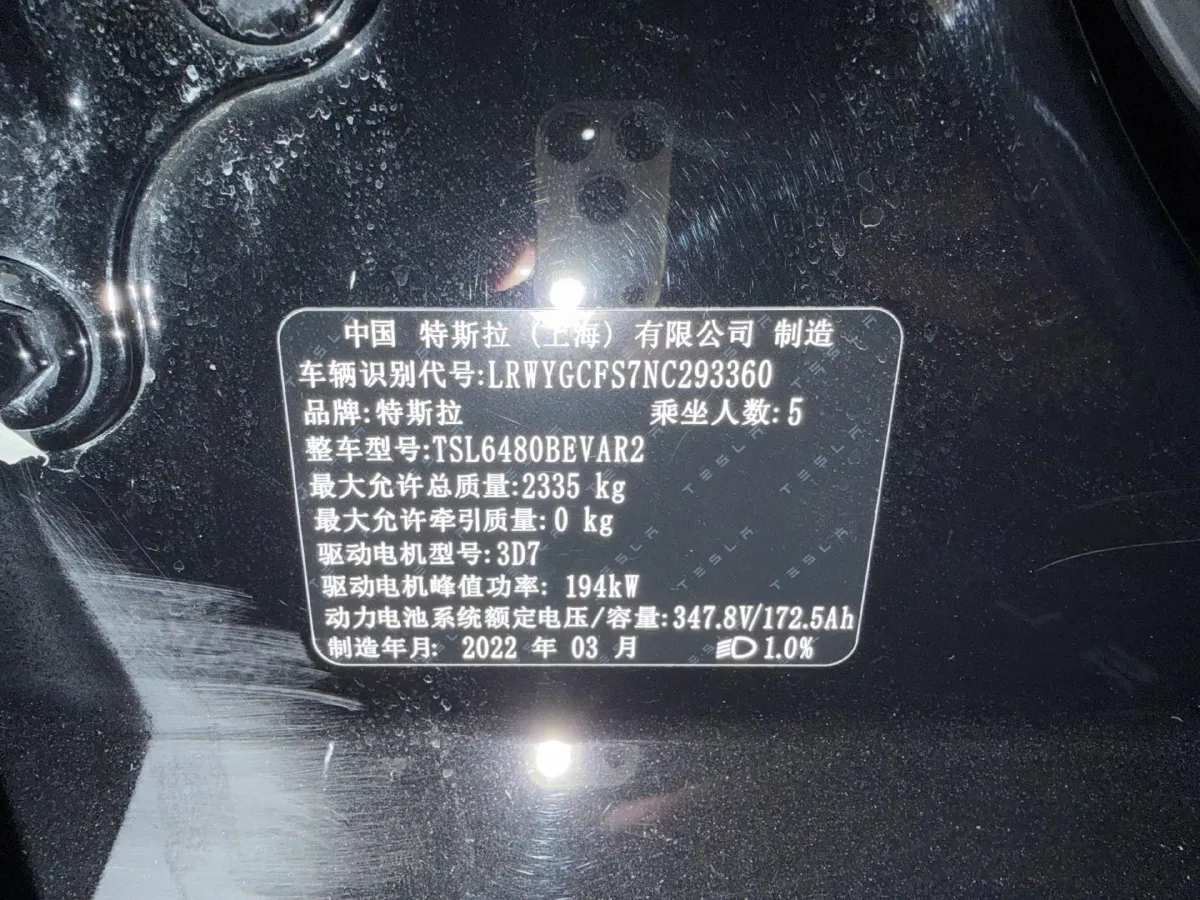 中国 特斯拉（上海）有限公司 制造
车辆识别代号:LRWYGCFS7NC293360
品牌:特斯拉 乘坐人数:5
整车型号:TSL6480BEVAR2
最大允许总质量:2335 kg
最大允许牵引质量:0 kg
驱动电机型号:3D7
驱动电机峰值功率: 194kW
动力电池系统额定电压/容量:347.8V/172.5Ah
制造年月: 2022 年 03 月 1.0%
TESLA
TESLA
TESLA
TESLA
TESLA